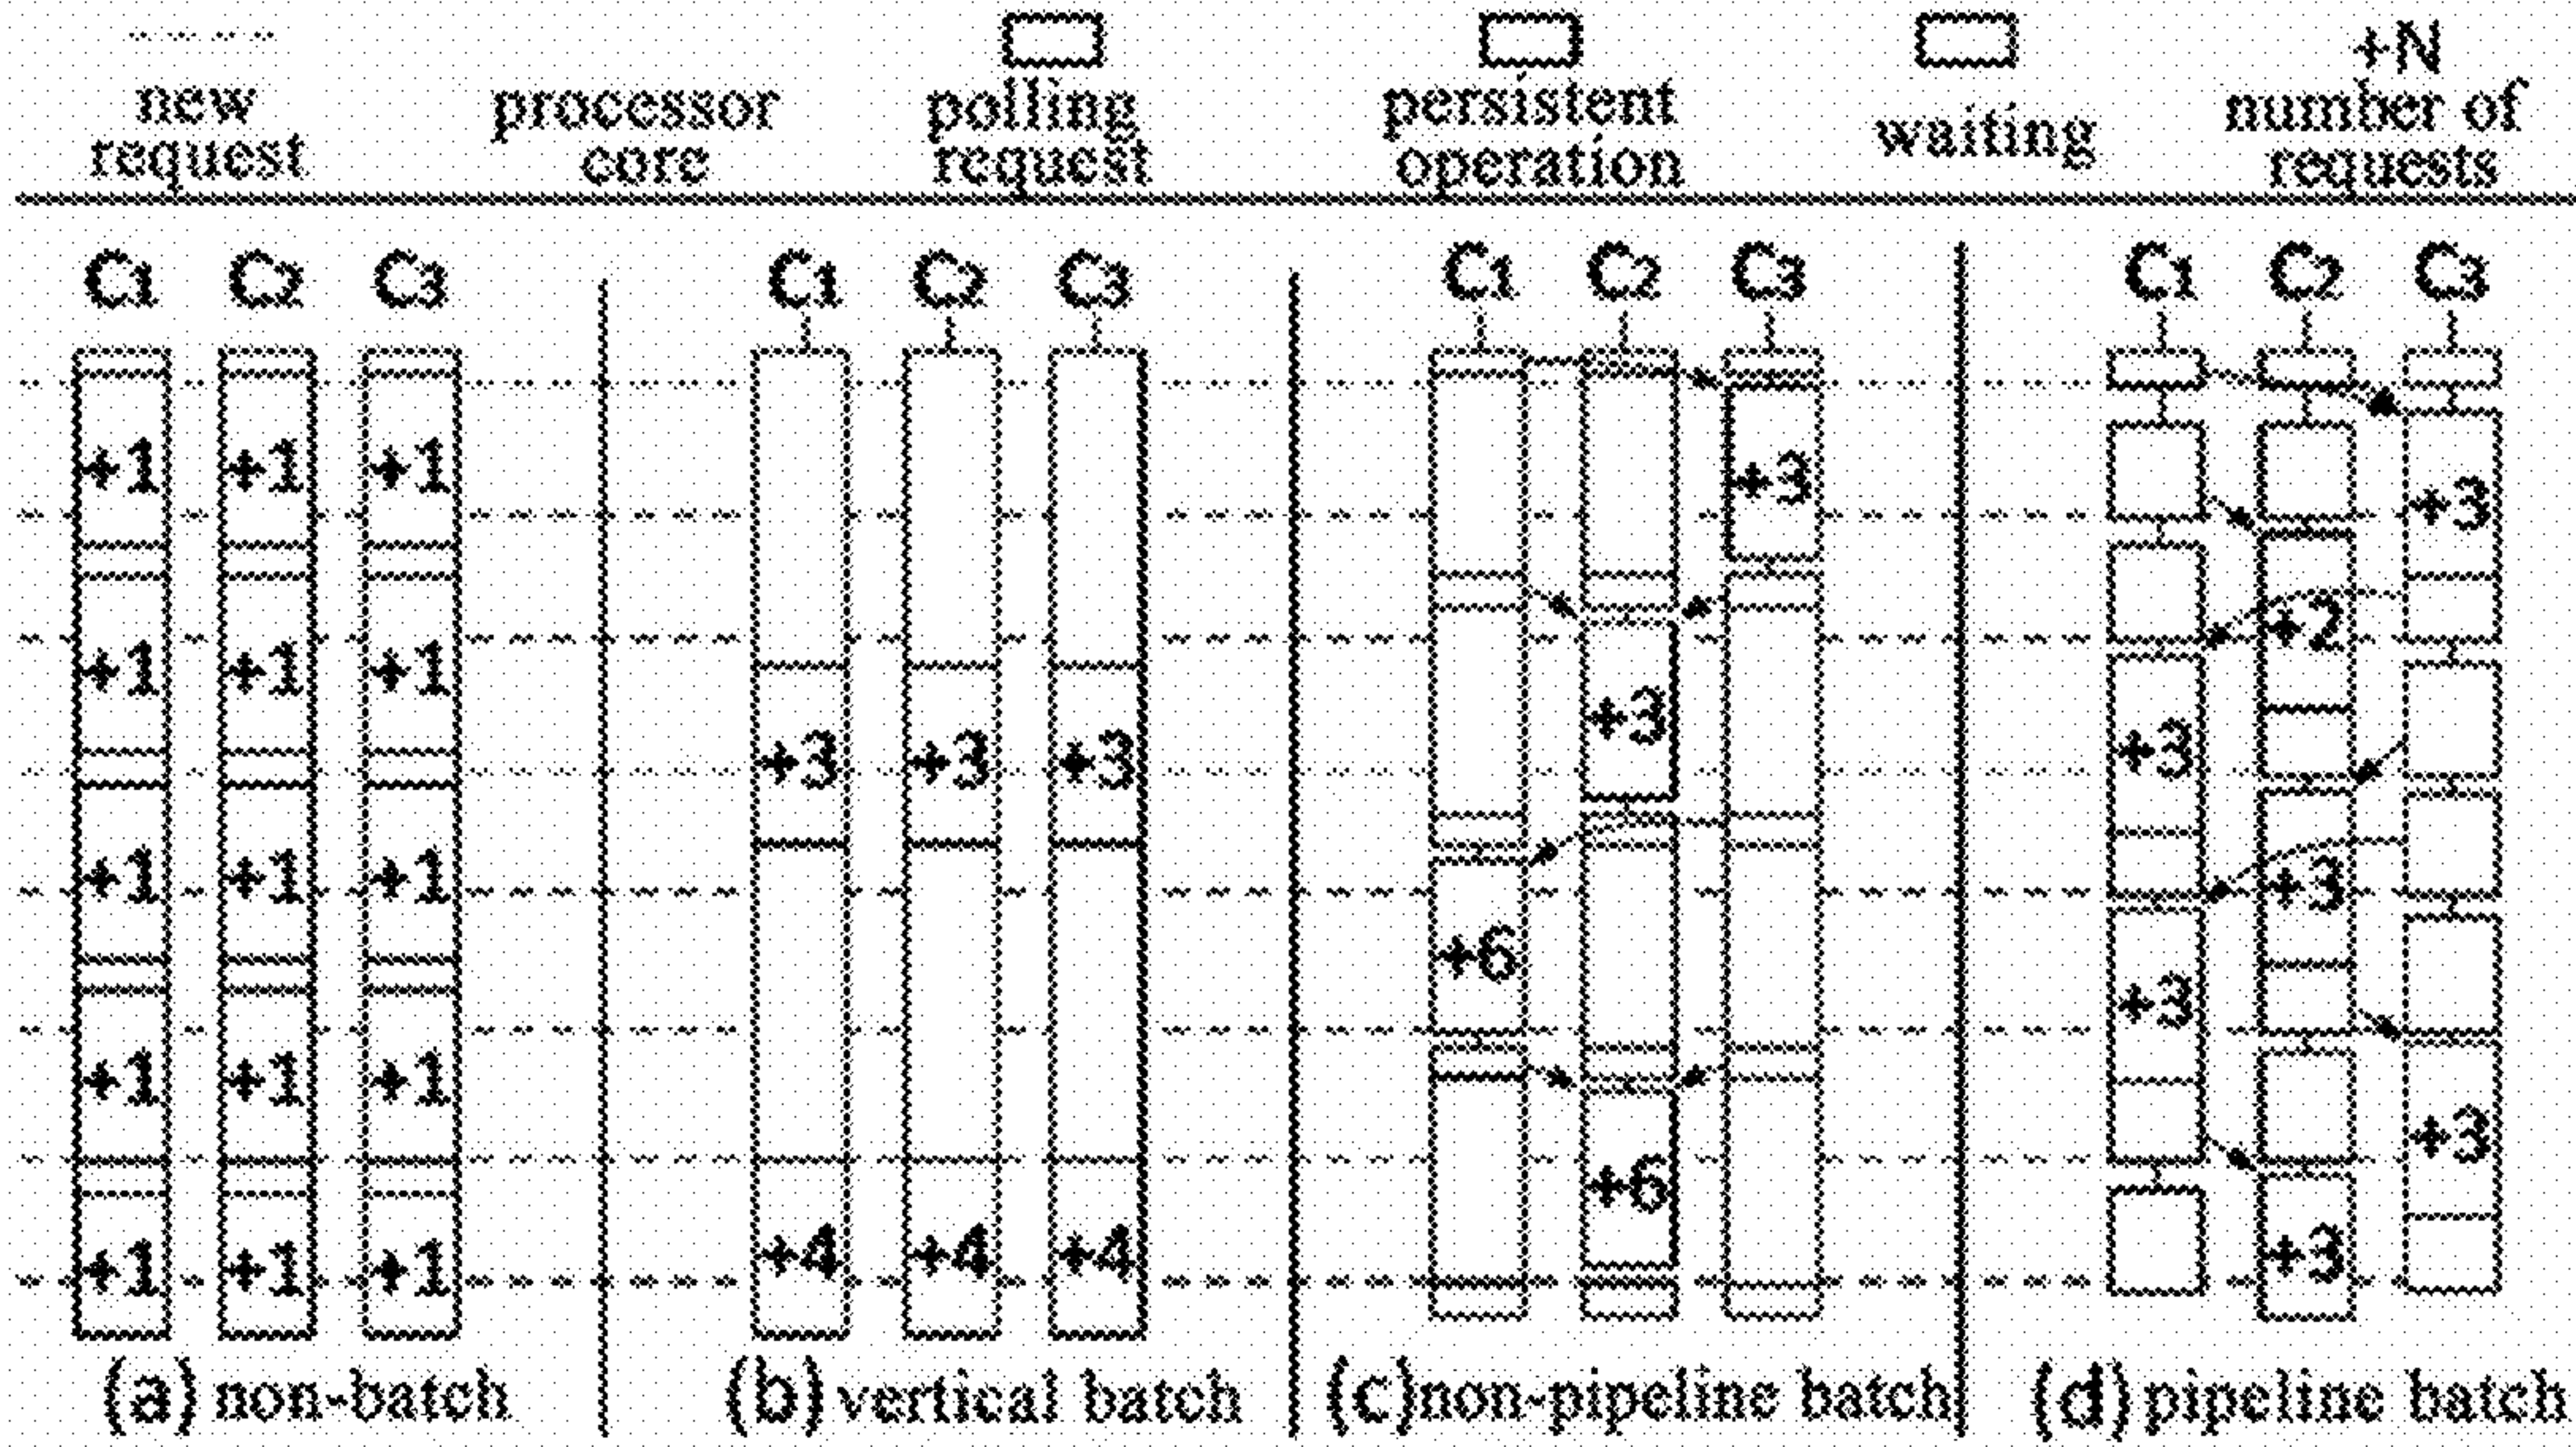 +N
new processor polling persistent waiting number of
request core request operation requests
C1 C2 C3 C1 C2 C3 C1 C2 C3 C1 C2 C3
+1 +1 +1 +3 +3
+1 +1 +1 +3 +2
+3 +3 +3 +3
+1 +1 +1 +6 +3 +3
+1 +1 +1 +6 +3
+1 +1 +1 +4 +4 +4 +3
(a) non-batch (b) vertical batch (c) non-pipeline batch (d) pipeline batch